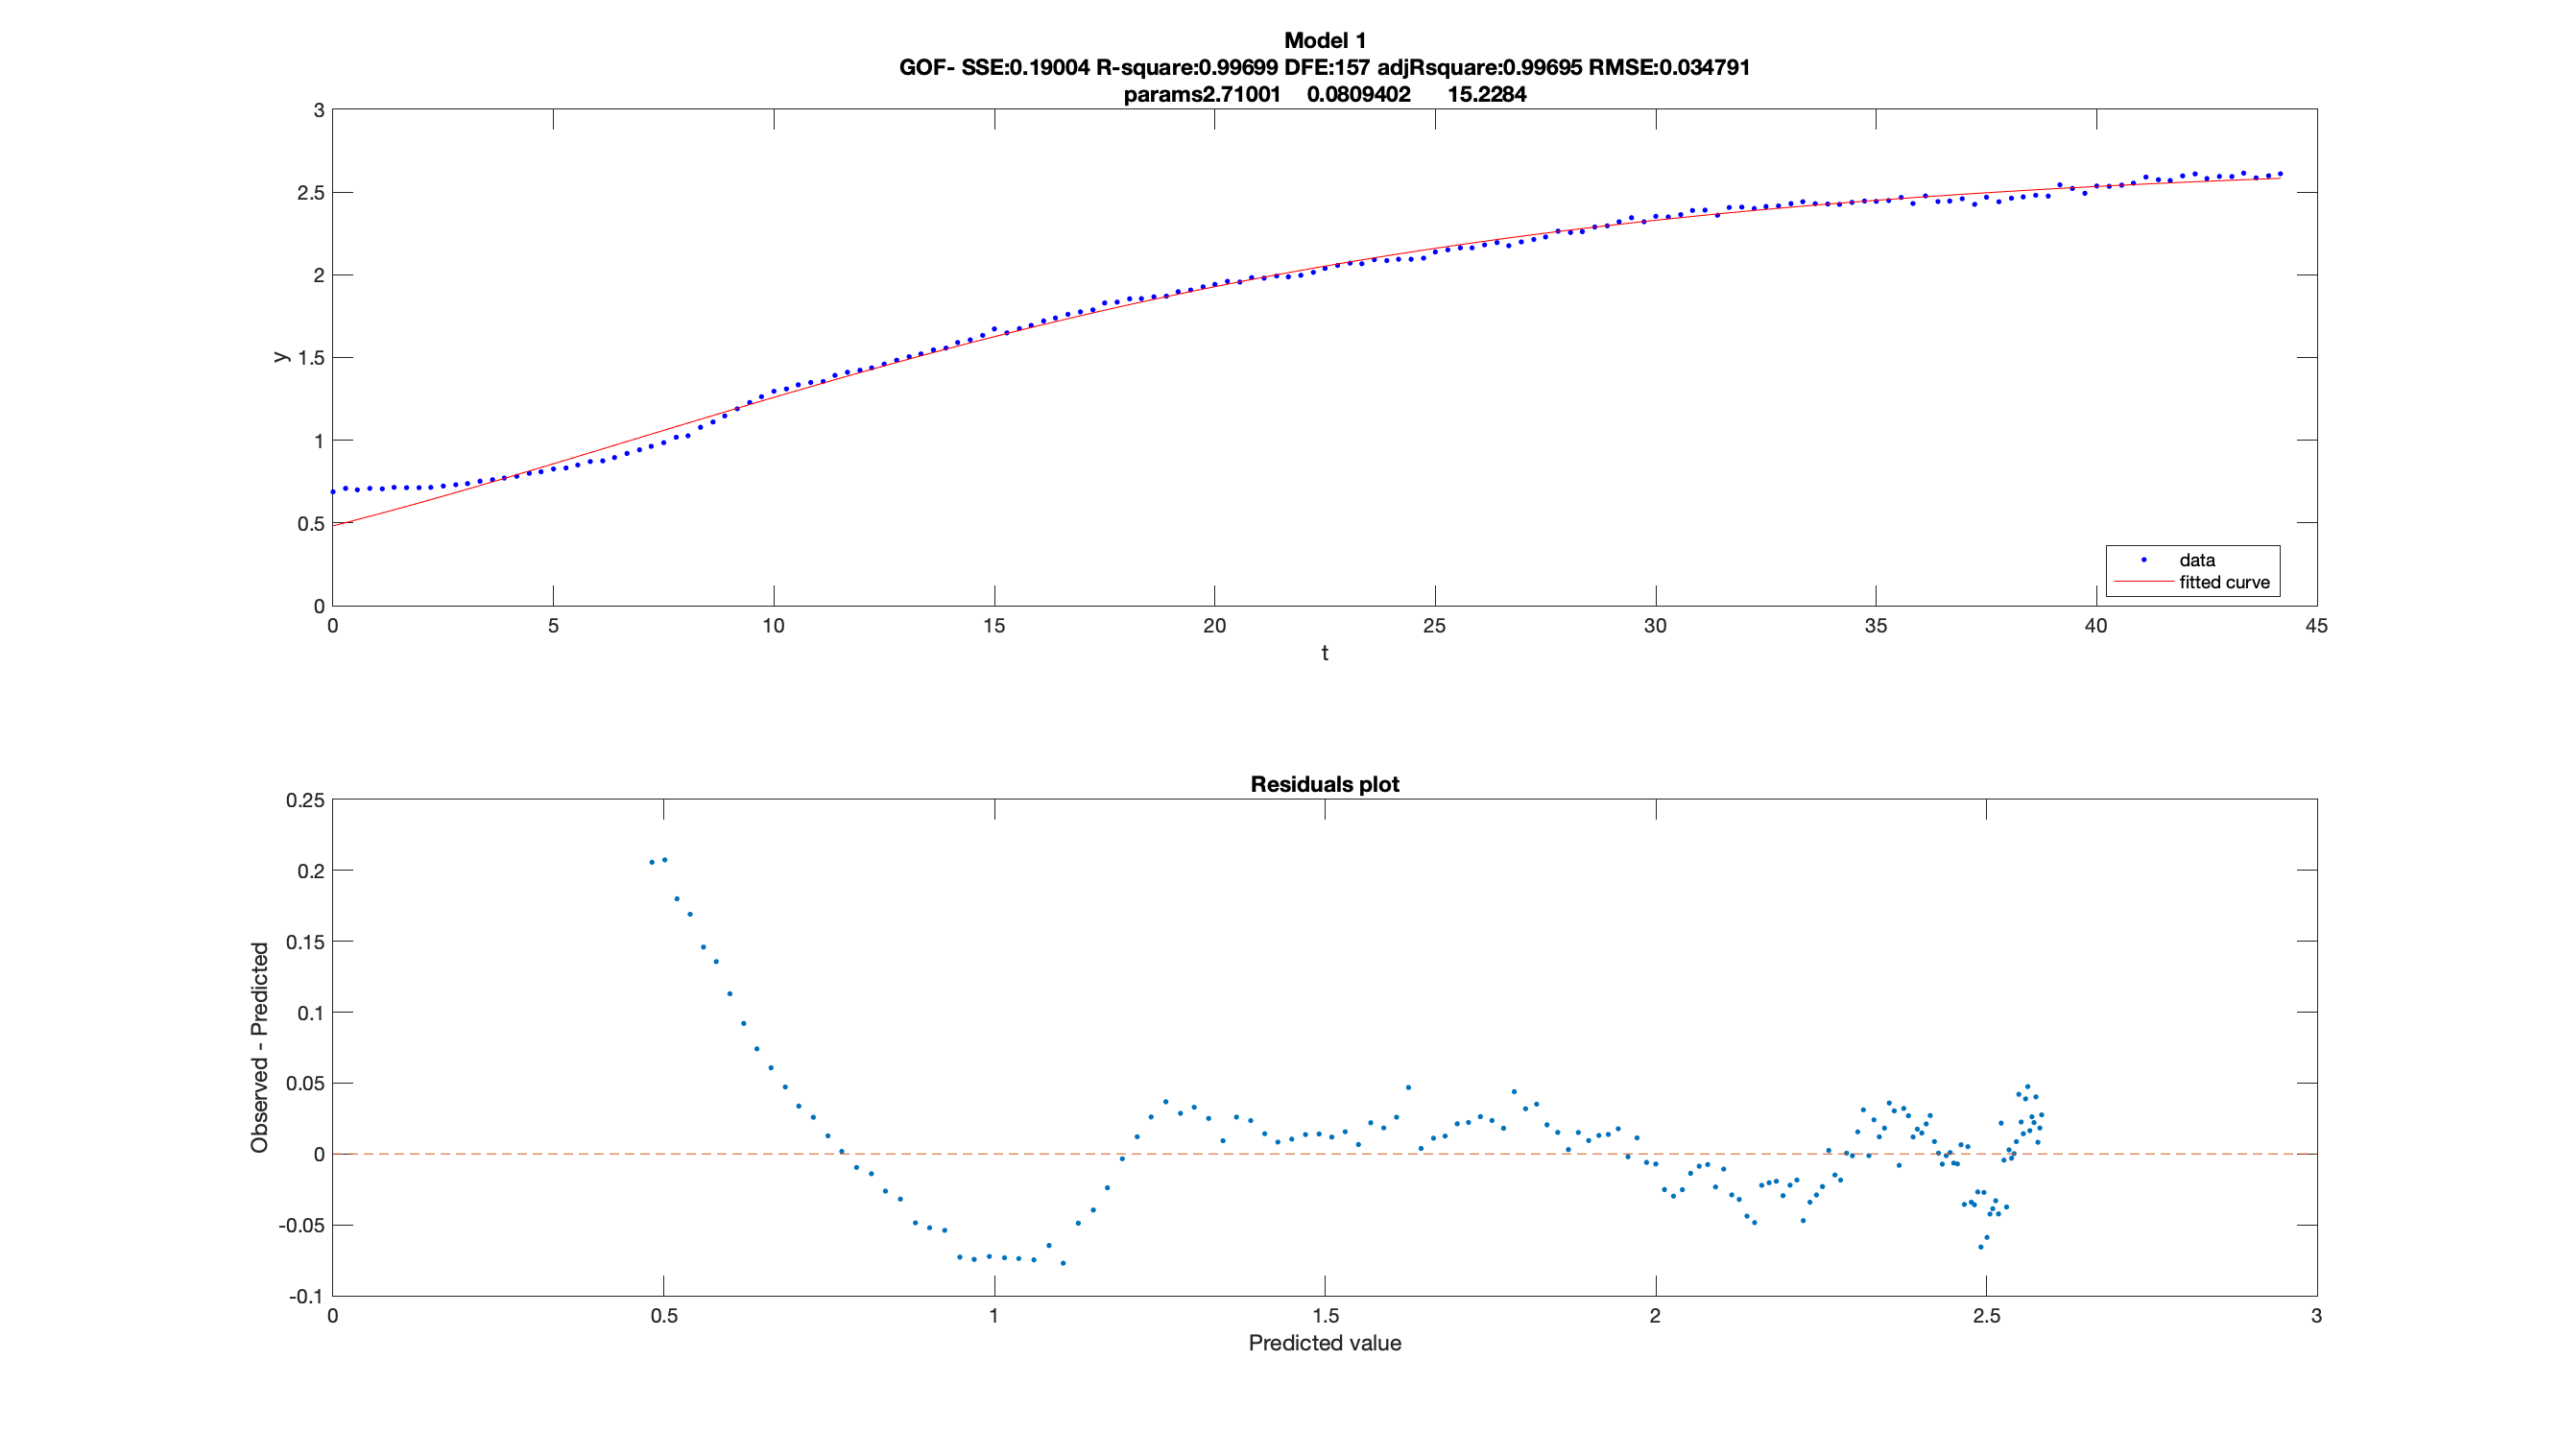 Model 1
GOF- SSE:0.19004 R-square:0.99699 DFE:157 adjRsquare:0.99695 RMSE:0.034791
params2.71001 0.0809402 15.2284
3
2.5
2
1.5
1
0.5
0
y
0 5 10 15 20 25 30 35 40 45
t
data
fitted curve
Residuals plot
0.25
0.2
0.15
0.1
0.05
0
-0.05
-0.1
Observed - Predicted
0 0.5 1 1.5 2 2.5 3
Predicted value